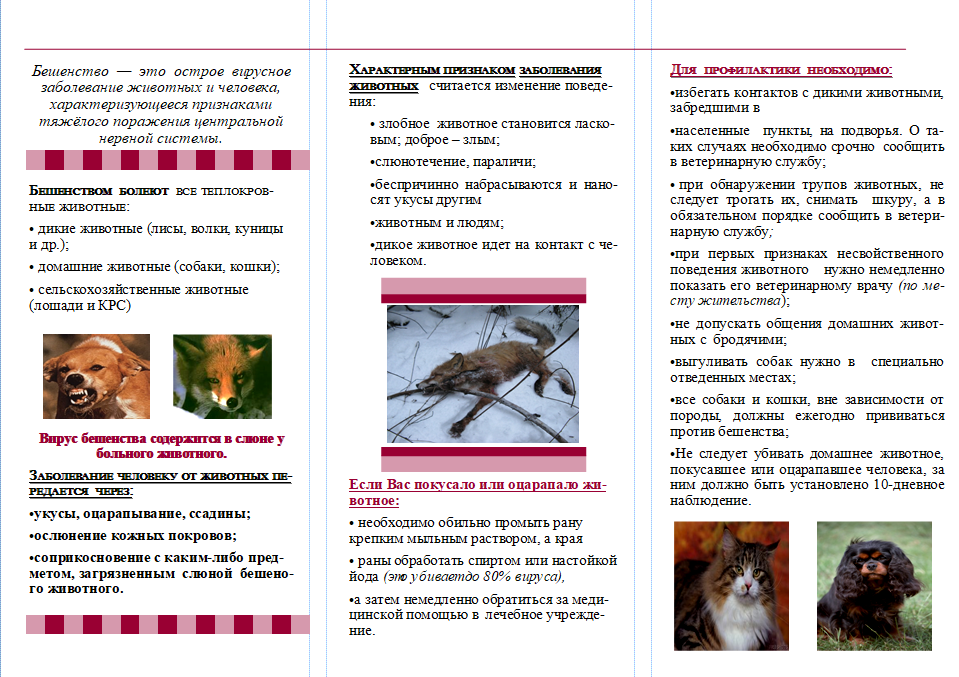 Бешенство — это острое вирусное
заболевание животных и человека,
характеризующееся признаками
тяжёлого поражения центральной
нервной системы.
Бешенством болеют все теплокров-
ные животные:
• дикие животные (лисы, волки, куницы
и др.);
• домашние животные (собаки, кошки);
• сельскохозяйственные животные
(лошади и КРС)
Вирус бешенства содержится в слюне у
больного животного.
Заболевание человеку от животных пе-
редается через:
•укусы, оцарапывание, ссадины;
•ослюнение кожных покровов;
•соприкосновение с каким-либо пред-
метом, загрязненным слюной бешено-
го животного.
Характерным признаком заболевания
животных считается изменение поведе-
ния:
• злобное животное становится ласко-
вым; доброе – злым;
•слюнотечение, параличи;
•беспричинно набрасываются и нано-
сят укусы другим
•животным и людям;
•дикое животное идет на контакт с че-
ловеком.
Если Вас покусало или оцарапало жи-
вотное:
• необходимо обильно промыть рану
крепким мыльным раствором, а края
• раны обработать спиртом или настойкой
йода (это убивает до 80% вируса),
•а затем немедленно обратиться за меди-
цинской помощью в лечебное учрежде-
ние.
Для профилактики необходимо:
•избегать контактов с дикими животными,
забредшими в
•населенные пункты, на подворья. О та-
ких случаях необходимо срочно сообщить
в ветеринарную службу;
• при обнаружении трупов животных, не
следует трогать их, снимать шкуру, а в
обязательном порядке сообщить в ветери-
нарную службу;
•при первых признаках несвойственного
поведения животного нужно немедленно
показать его ветеринарному врачу (по ме-
сту жительства);
•не допускать общения домашних живот-
ных с бродячими;
•выгуливать собак нужно в специально
отведенных местах;
•все собаки и кошки, вне зависимости от
породы, должны ежегодно прививаться
против бешенства;
•Не следует убивать домашнее животное,
покусавшее или оцарапавшее человека, за
ним должно быть установлено 10-дневное
наблюдение.